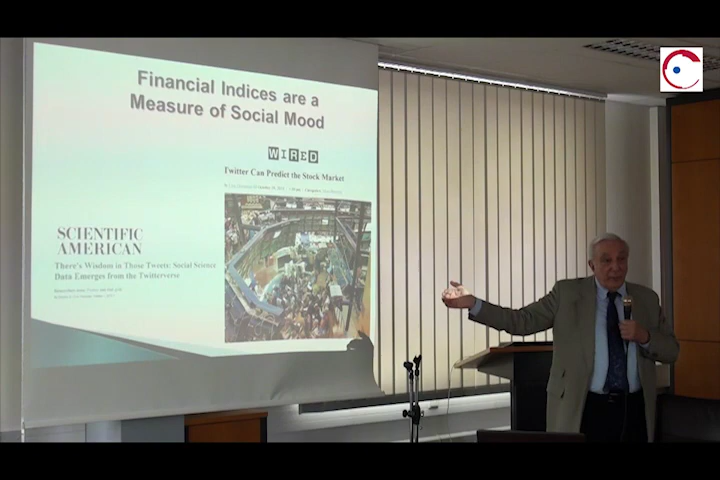 Financial Indices are a
Measure of Social Mood
WIRED
Twitter Can Predict the Stock Market
SCIENTIFIC
AMERICAN
There's Wisdom in Those Tweets: Social Science
Data Emerges from the Twitterverse